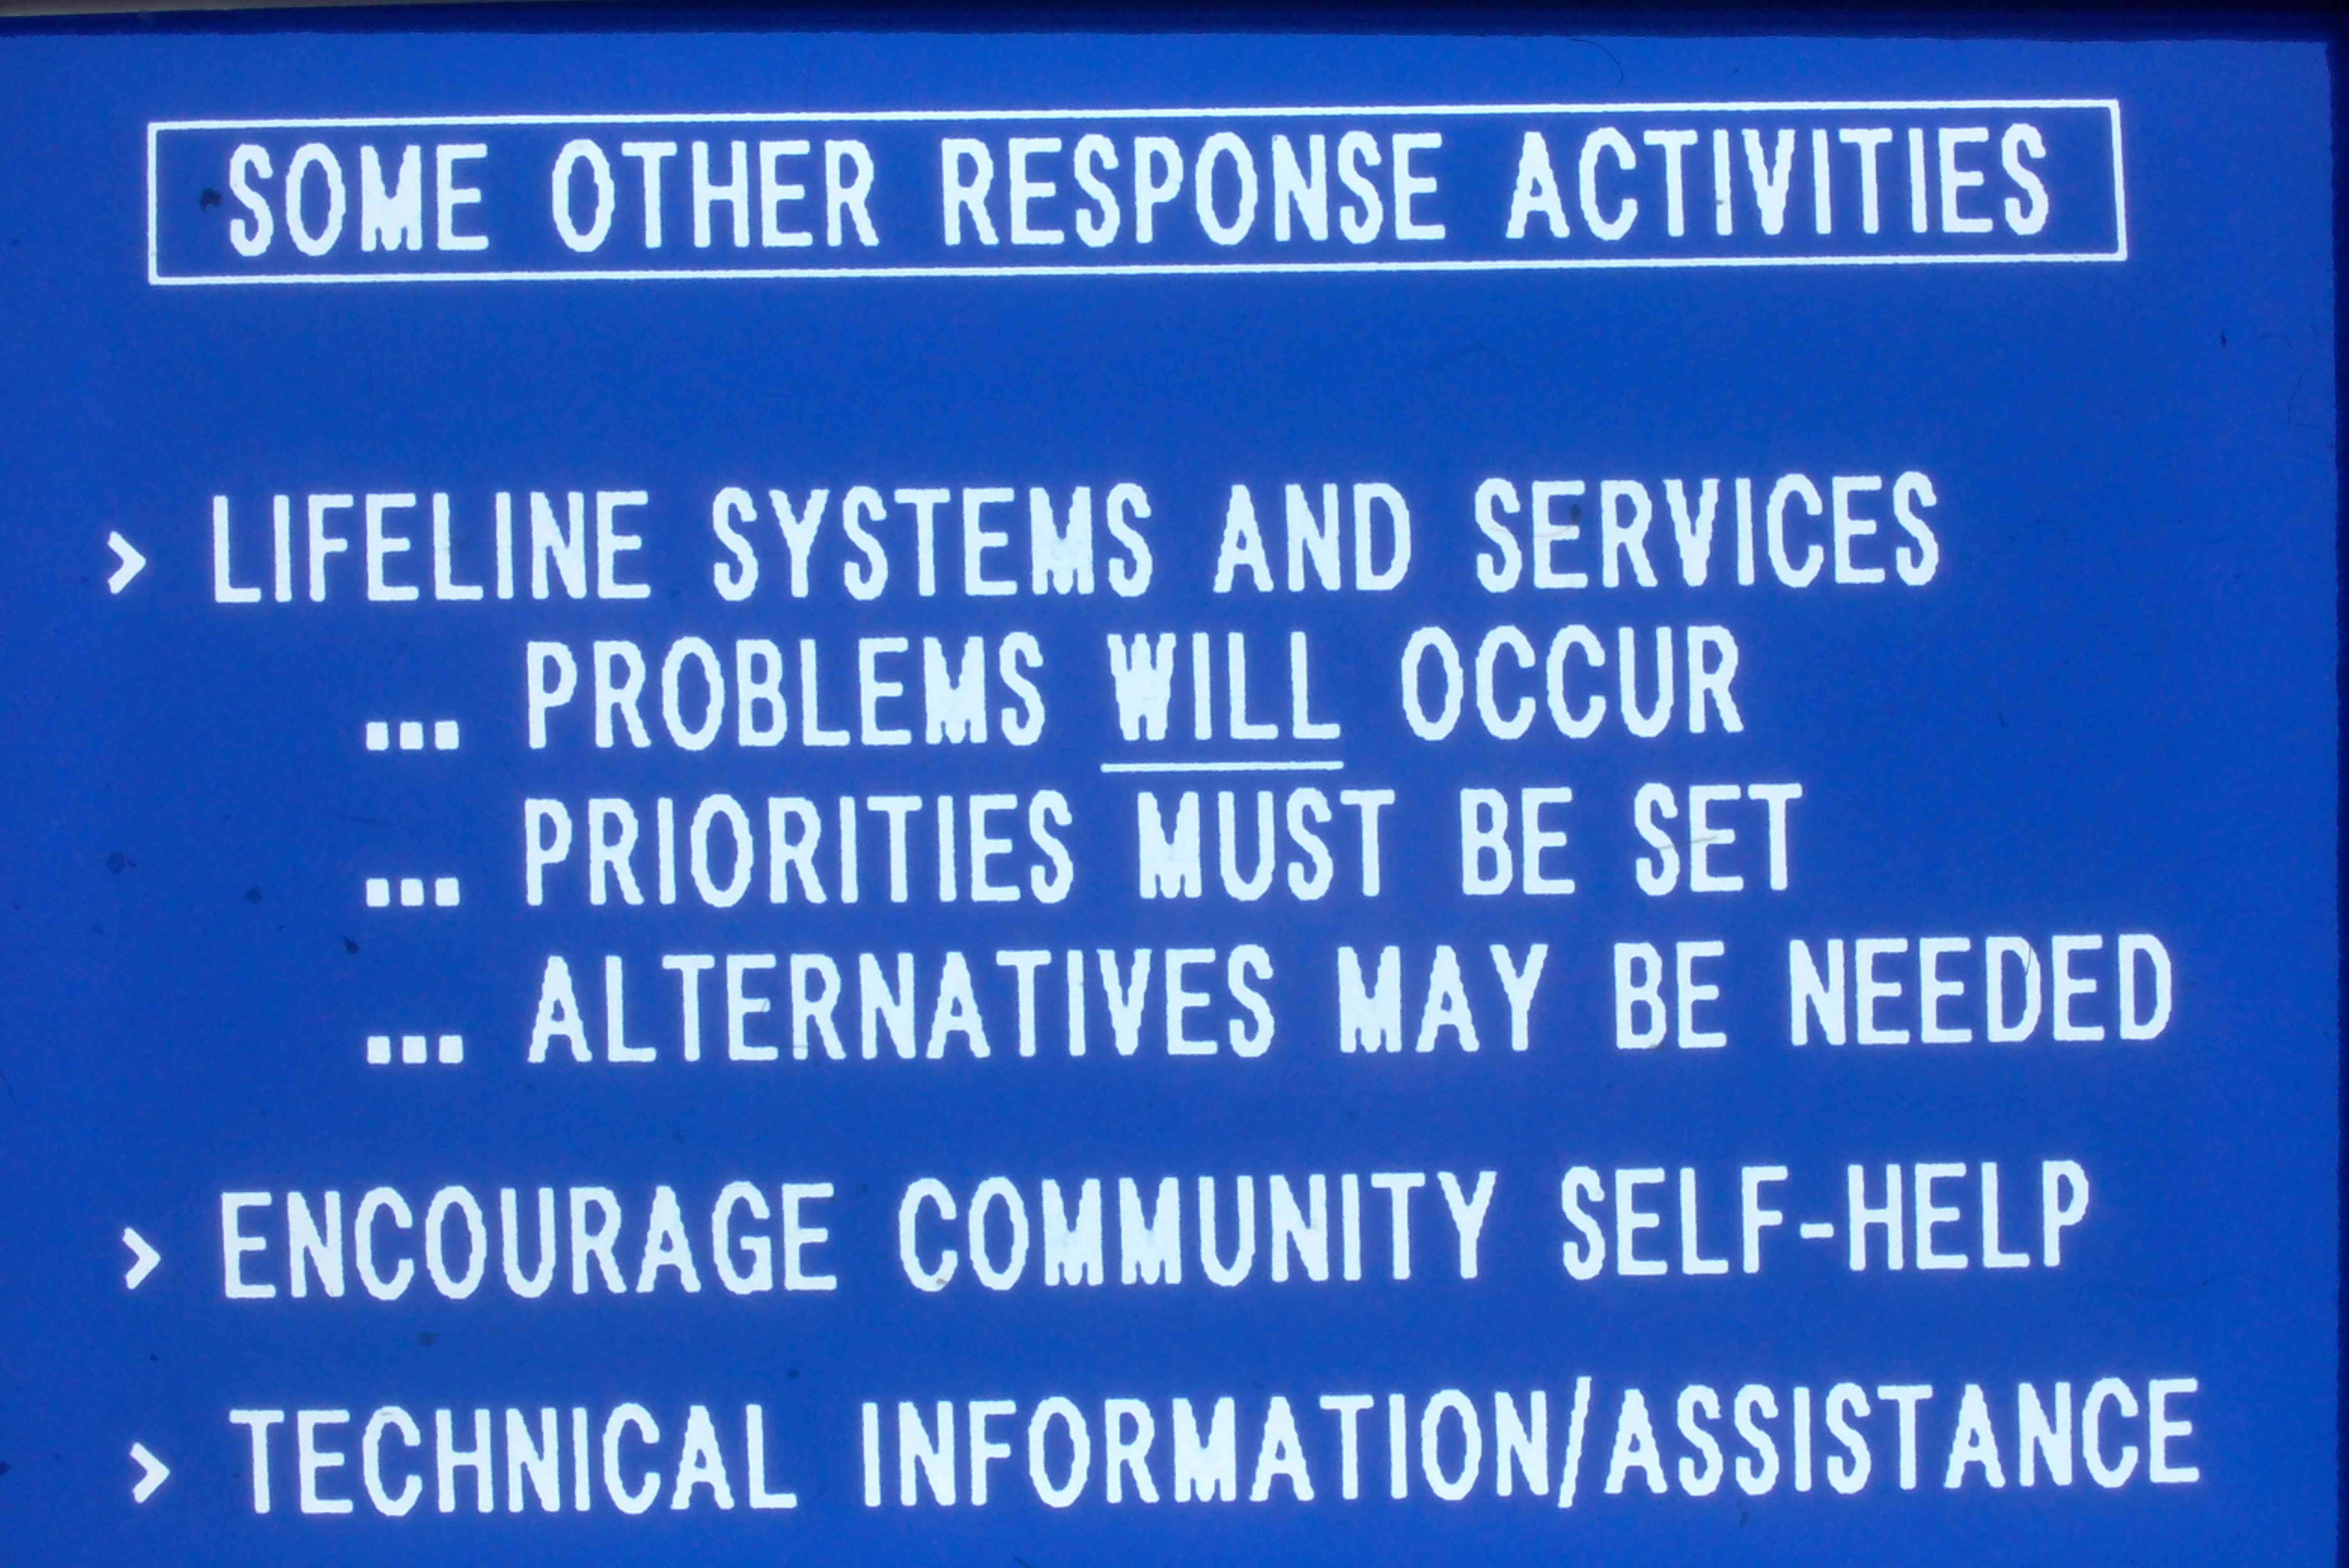 SOME OTHER RESPONSE ACTIVITIES
> LIFELINE SYSTEMS AND SERVICES
... PROBLEMS WILL OCCUR
... PRIORITIES MUST BE SET
... ALTERNATIVES MAY BE NEEDED
> ENCOURAGE COMMUNITY SELF-HELP
> TECHNICAL INFORMATION/ASSISTANCE